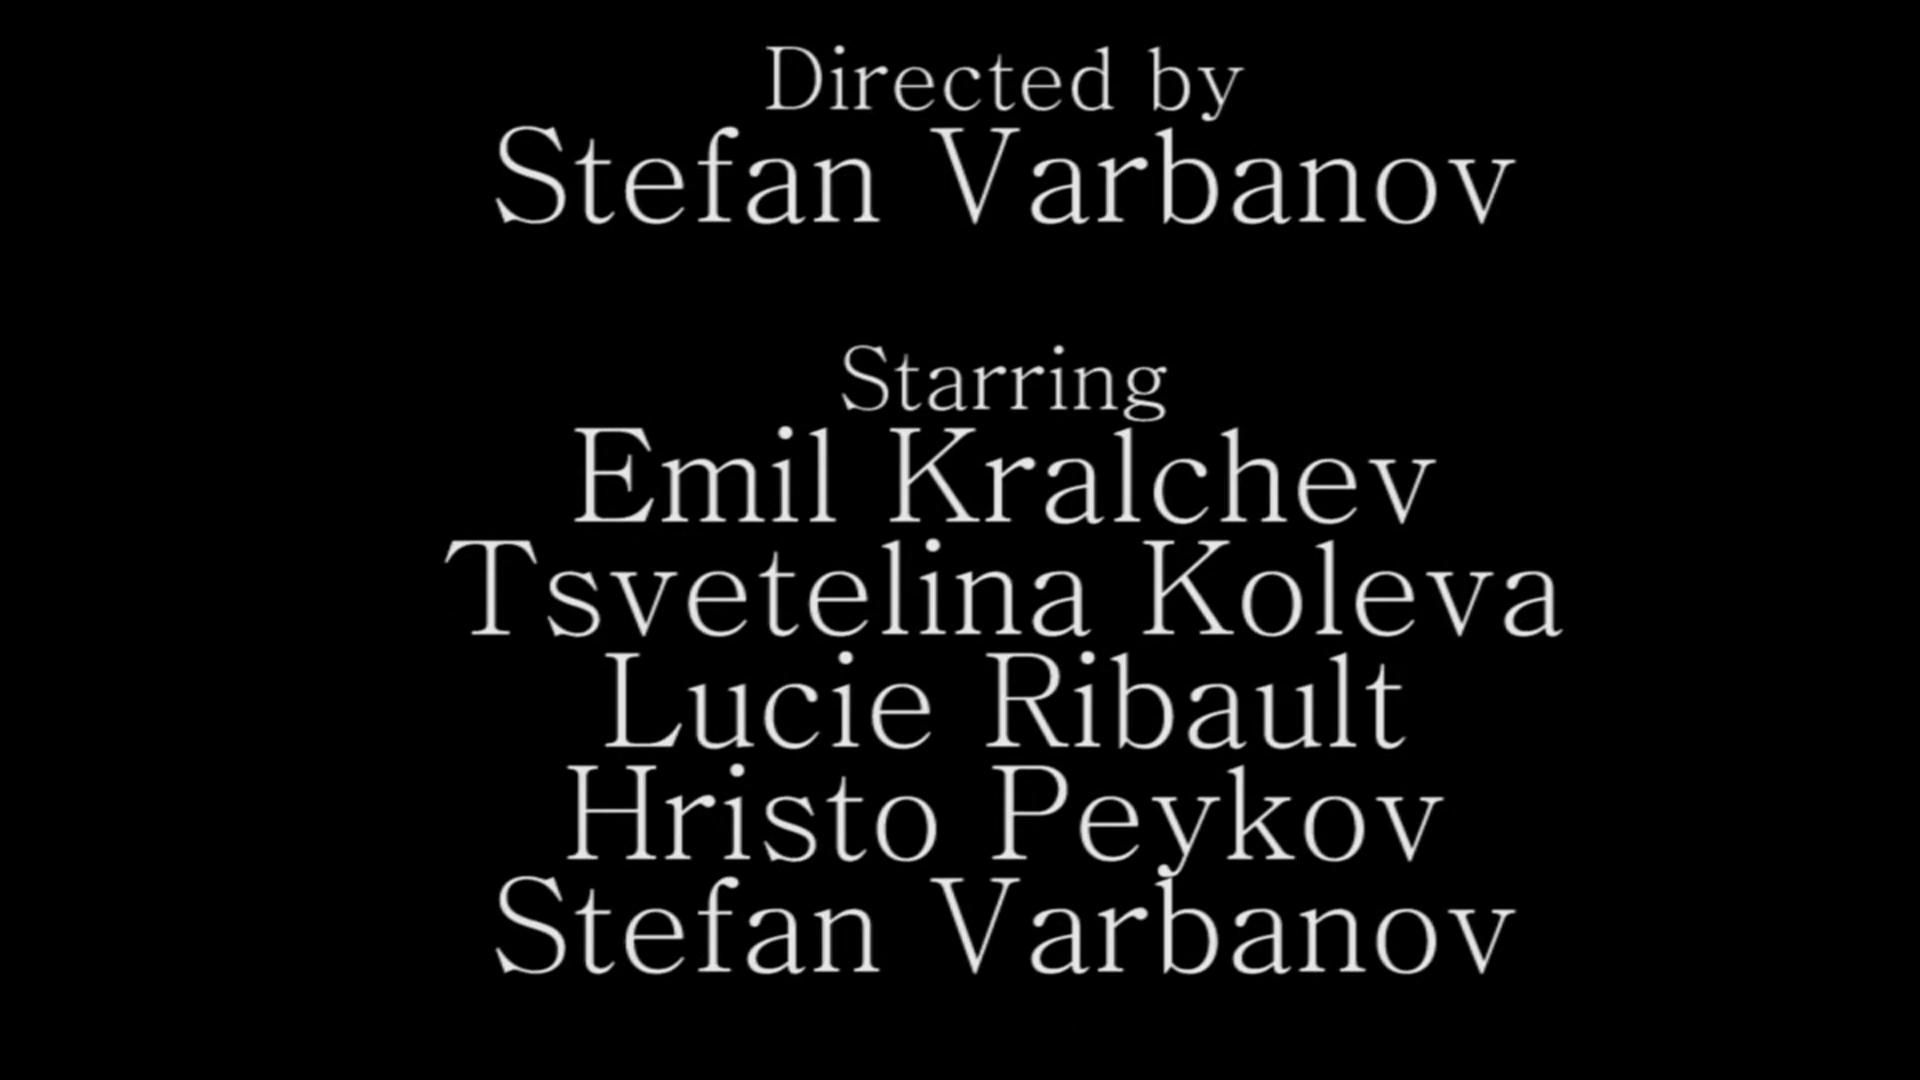 Directed by
Stefan Varbanov
Starring
Emil Kralchev
Tsvetelina Koleva
Lucie Ribault
Hristo Peykov
Stefan Varbanov